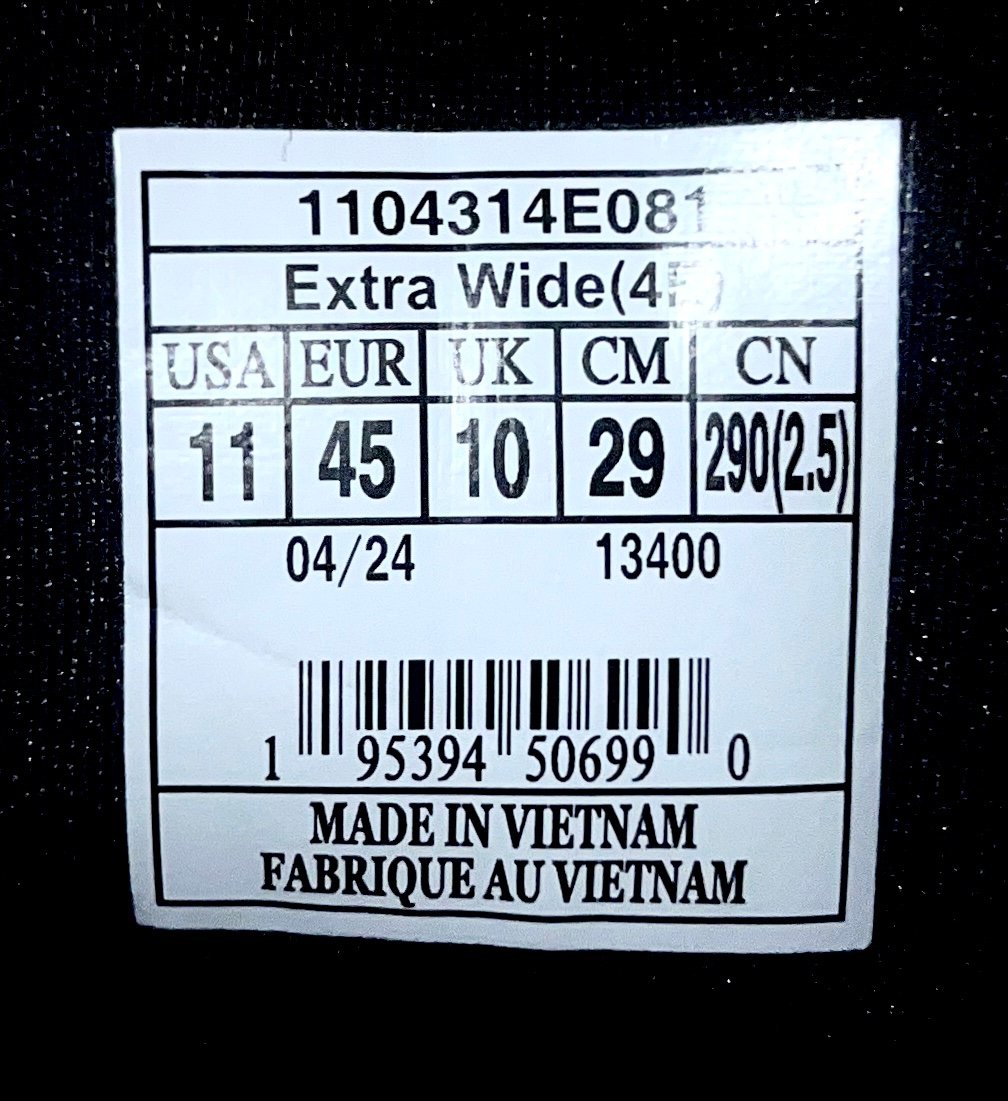 1104314E081
Extra Wide(4E)
USA EUR UK CM CN
11 45 10 29 290(2.5)
04/24 13400
1 95394 50699 0
MADE IN VIETNAM
FABRIQUE AU VIETNAM